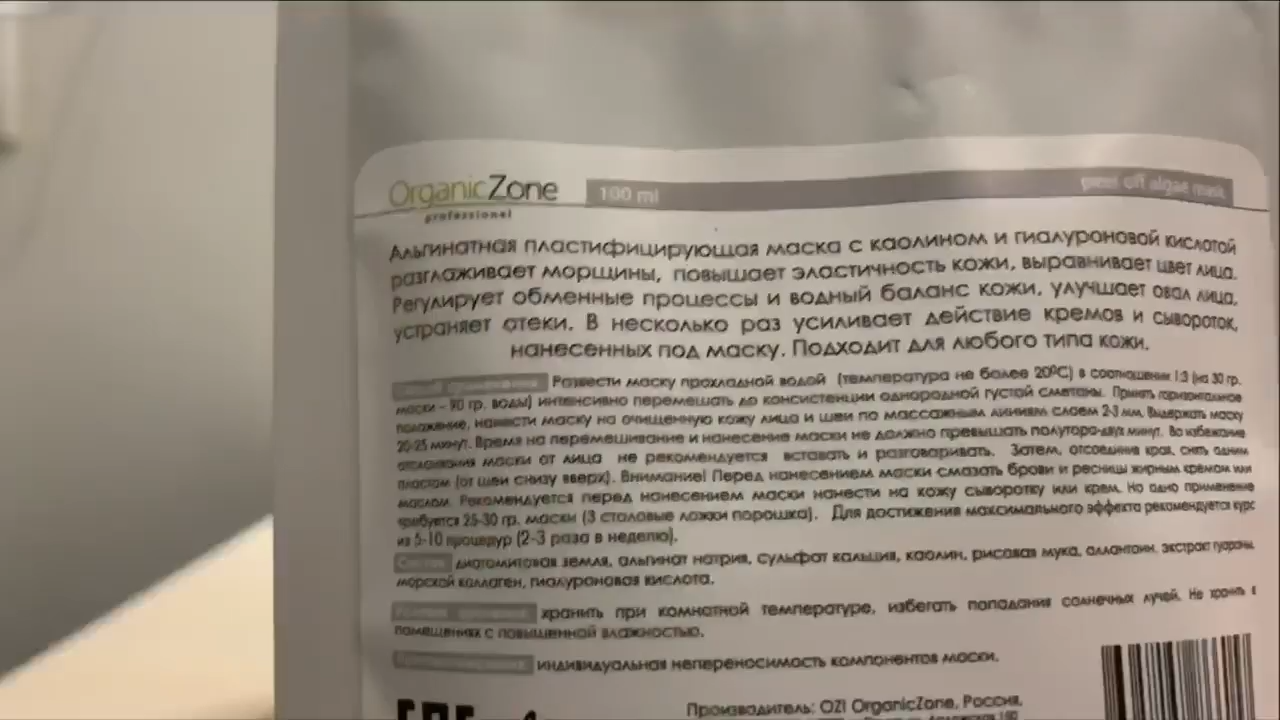 OrganicZone
professional
100 ml
peel off algae mask
Альгинатная пластифицирующая маска с каолином и гиалуроновой кислотой
разглаживает морщины, повышает эластичность кожи, выравнивает цвет лица.
Регулирует обменные процессы и водный баланс кожи, улучшает овал лица,
устраняет отеки. В несколько раз усиливает действие кремов и сывороток,
нанесенных под маску. Подходит для любого типа кожи.
Развести маску прохладной водой (температура не более 20ºС) в соотношении 1:3 (на 30 гр.
маски - 90 гр. воды) интенсивно перемешать до консистенции однородной густой сметаны. Принять горизонтальное
положение, нанести маску на очищенную кожу лица и шеи по массажным линиям слоем 2-3 мм. Выдержать маску
20-25 минут. Время на перемешивание и нанесение маски не должно превышать полутора-двух минут. Во избежание
отслаивания маски от лица не рекомендуется вставать и разговаривать. Затем, отсоединив края, снять одним
пластом (от шеи снизу вверх). Внимание! Перед нанесением маски смазать брови и ресницы жирным кремом или
маслом. Рекомендуется перед нанесением маски нанести на кожу сыворотку или крем. На одно применение
требуется 25-30 гр. маски (3 столовые ложки порошка). Для достижения максимального эффекта рекомендуется курс
из 5-10 процедур (2-3 раза в неделю).
Состав: диатомитовая земля, альгинат натрия, сульфат кальция, каолин, рисовая мука, аллантоин, экстракт гуараны,
морской коллаген, гиалуроновая кислота.
хранить при комнатной температуре, избегать попадания солнечных лучей. Не хранить в
помещениях с повышенной влажностью.
индивидуальная непереносимость компонентов маски.
Производитель: OZI OrganicZone, Россия,